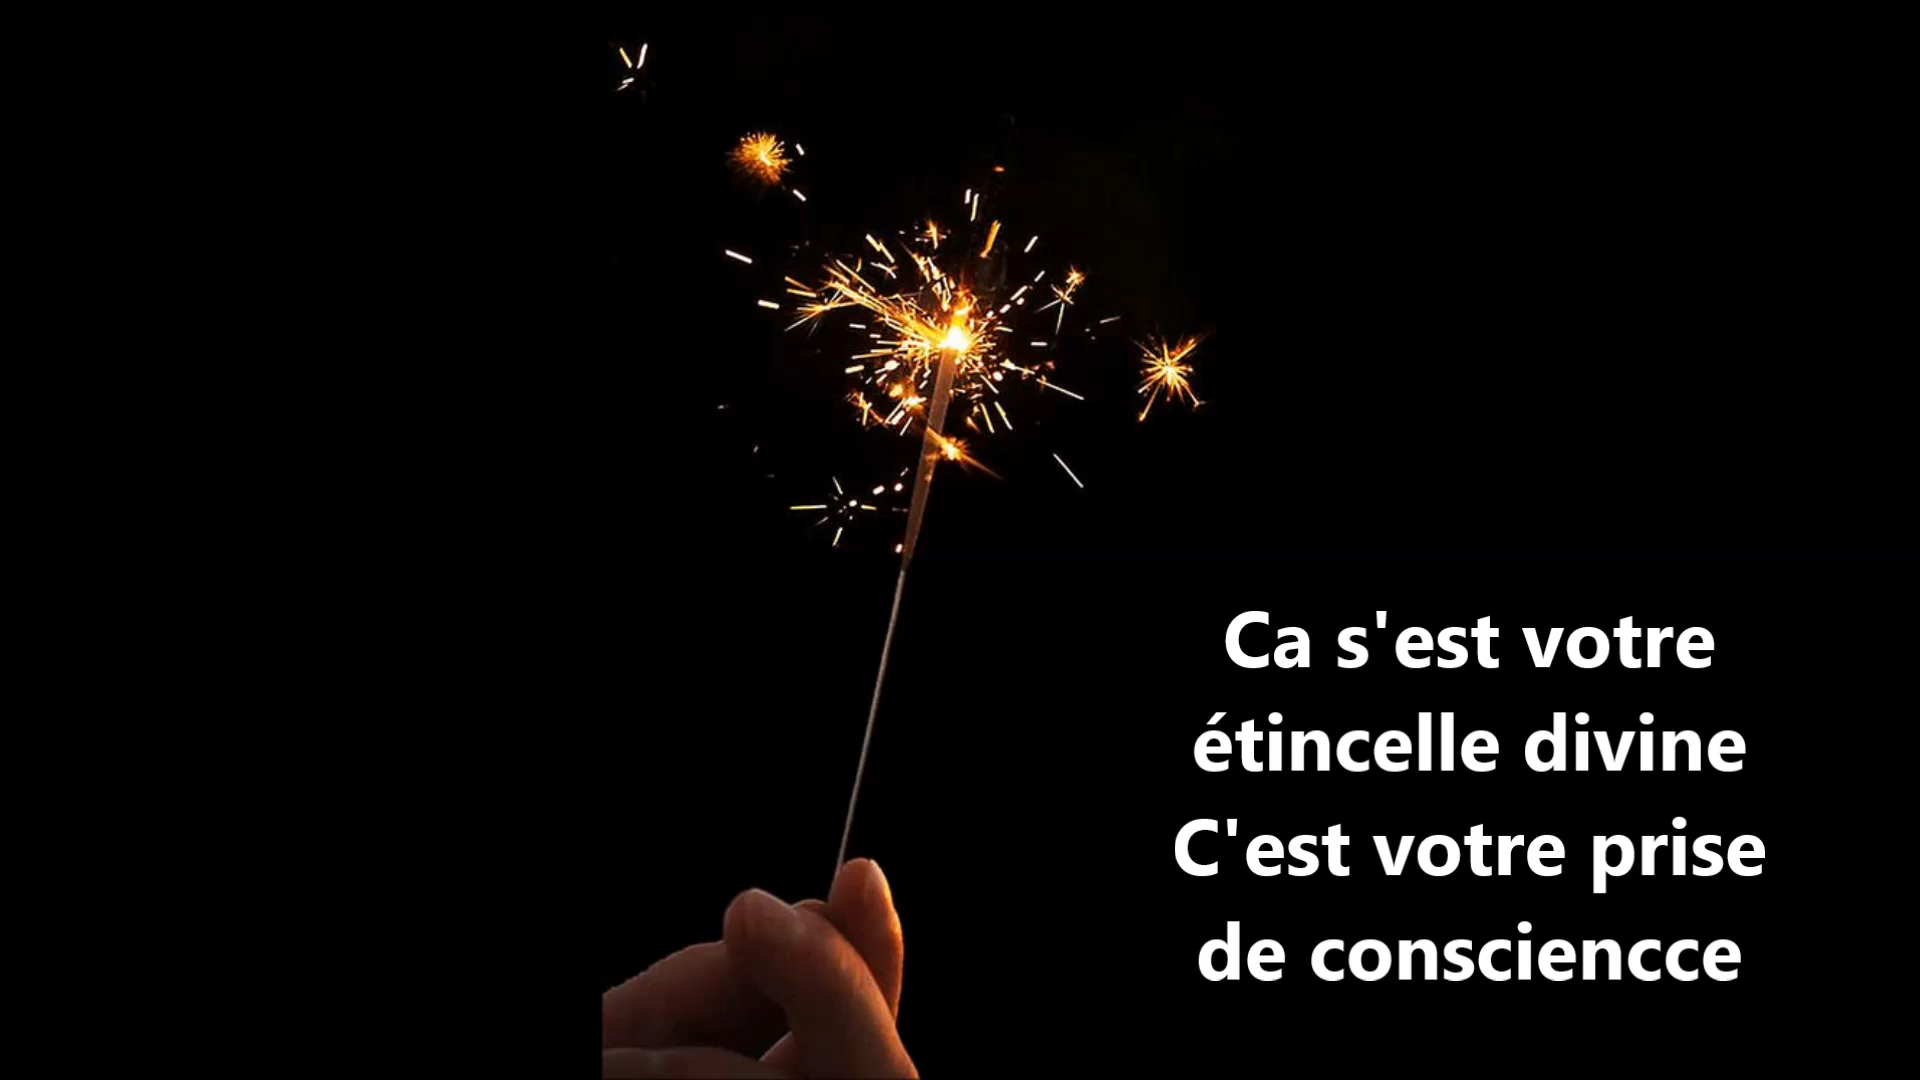 Ca s'est votre
étincelle divine
C'est votre prise
de consciencce